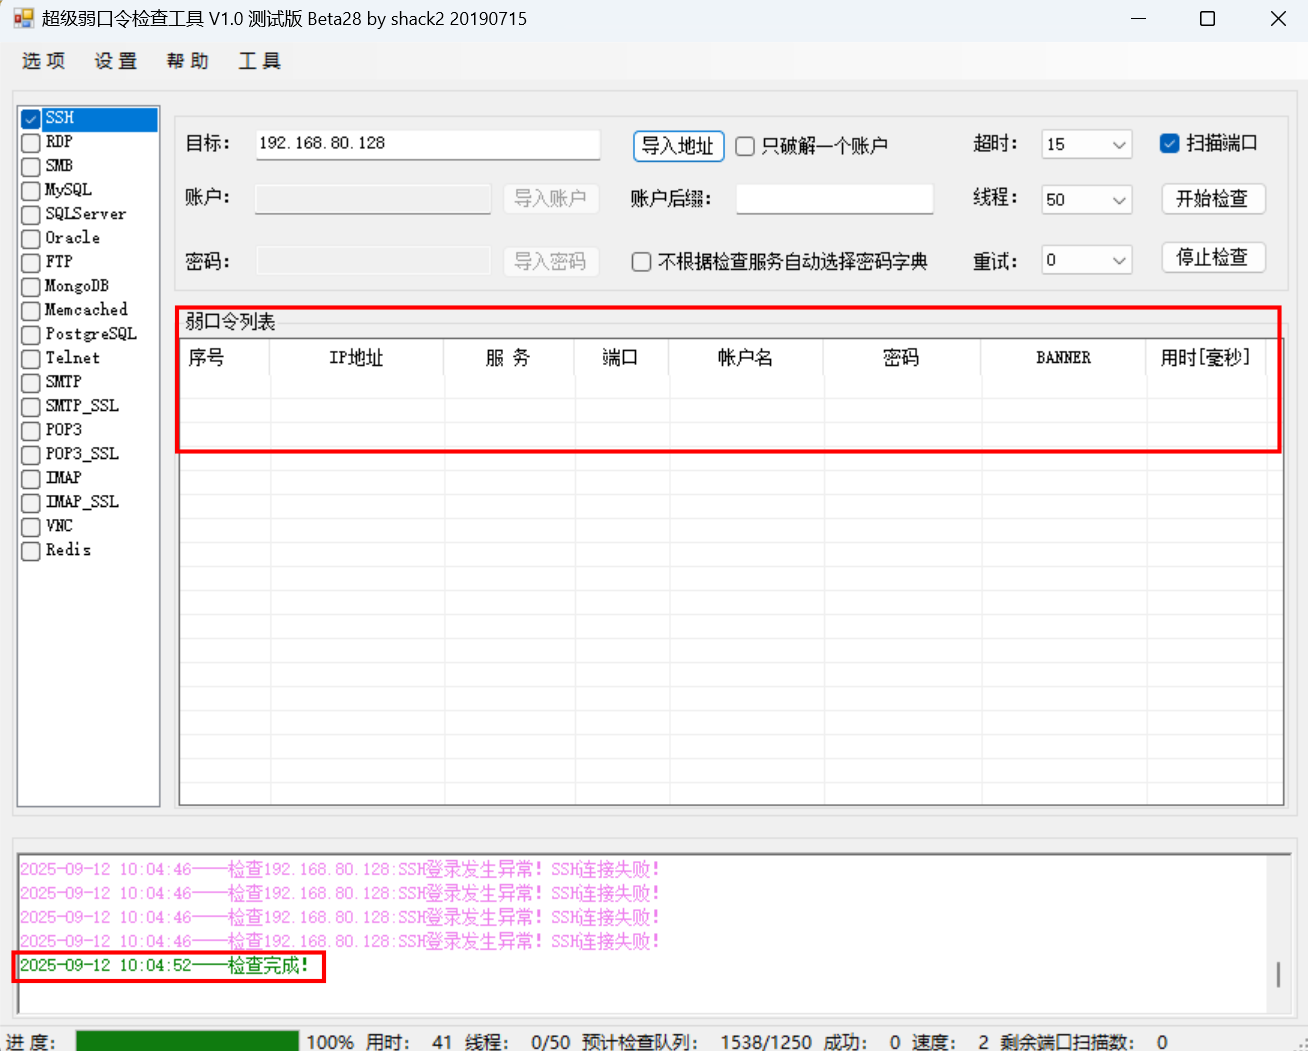 超级弱口令检查工具 V1.0 测试版 Beta28 by shack2 20190715
选 项 设 置 帮 助 工 具
SSH
RDP
SMB
MySQL
SQLServer
Oracle
FTP
MongoDB
Memcached
PostgreSQL
Telnet
SMTP
SMTP_SSL
POP3
POP3_SSL
IMAP
IMAP_SSL
VNC
Redis
目标： 192.168.80.128 导入地址 只破解一个账户 超时： 15 扫描端口
账户： 导入账户 账户后缀： 线程： 50 开始检查
密码： 导入密码 不根据检查服务自动选择密码字典 重试： 0 停止检查
弱口令列表
序号 IP地址 服 务 端口 帐户名 密码 BANNER 用时[毫秒]
2025-09-12 10:04:46——检查192.168.80.128:SSH登录发生异常！SSH连接失败！
2025-09-12 10:04:46——检查192.168.80.128:SSH登录发生异常！SSH连接失败！
2025-09-12 10:04:46——检查192.168.80.128:SSH登录发生异常！SSH连接失败！
2025-09-12 10:04:46——检查192.168.80.128:SSH登录发生异常！SSH连接失败！
2025-09-12 10:04:52——检查完成！
进 度： 100% 用时： 41 线程： 0/50 预计检查队列： 1538/1250 成功： 0 速度： 2 剩余端口扫描数： 0